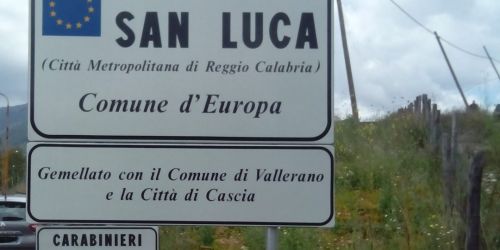 SAN LUCA
(Città Metropolitana di Reggio Calabria)
Comune d'Europa
Gemellato con il Comune di Vallerano
e la Città di Cascia
CARABINIERI